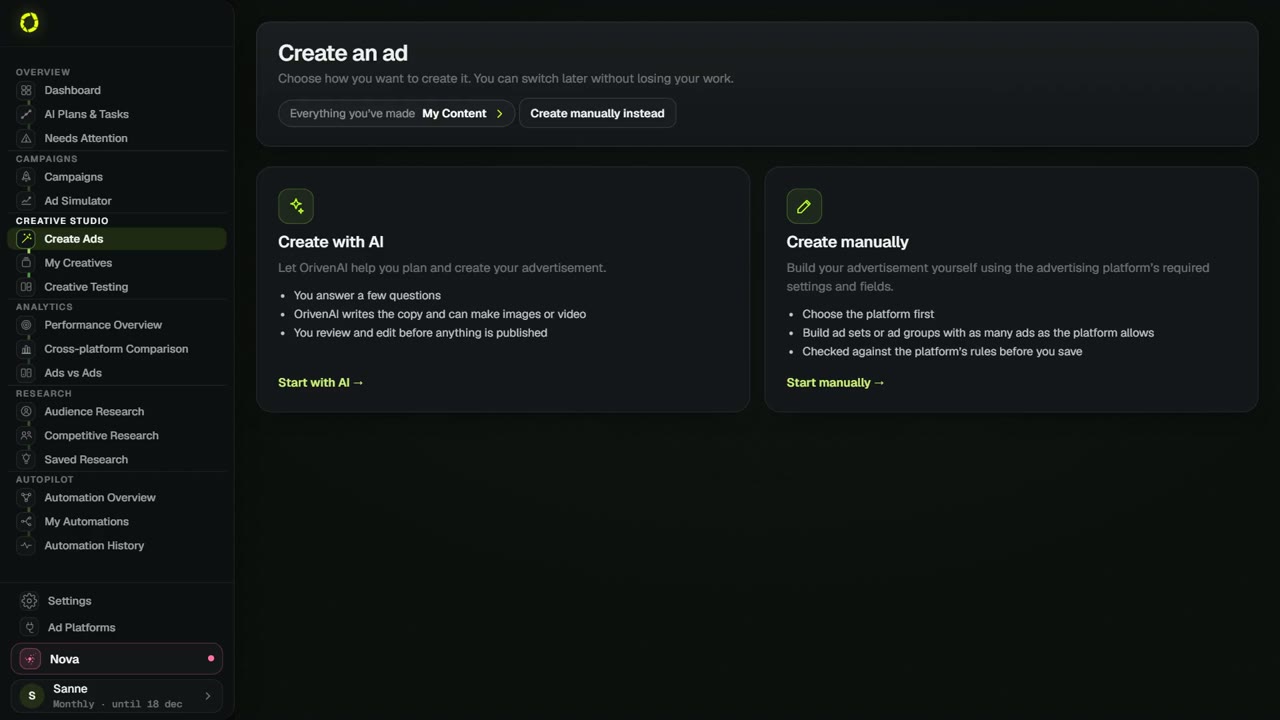 OVERVIEW
Dashboard
AI Plans & Tasks
Needs Attention
CAMPAIGNS
Campaigns
Ad Simulator
CREATIVE STUDIO
Create Ads
My Creatives
Creative Testing
ANALYTICS
Performance Overview
Cross-platform Comparison
Ads vs Ads
RESEARCH
Audience Research
Competitive Research
Saved Research
AUTOPILOT
Automation Overview
My Automations
Automation History
Settings
Ad Platforms
Nova
S
Sanne
Monthly · until 18 dec
Create an ad
Choose how you want to create it. You can switch later without losing your work.
Everything you've made My Content
Create manually instead
Create with AI
Let OrivenAI help you plan and create your advertisement.
• You answer a few questions
• OrivenAI writes the copy and can make images or video
• You review and edit before anything is published
Start with AI →
Create manually
Build your advertisement yourself using the advertising platform's required
settings and fields.
• Choose the platform first
• Build ad sets or ad groups with as many ads as the platform allows
• Checked against the platform's rules before you save
Start manually →